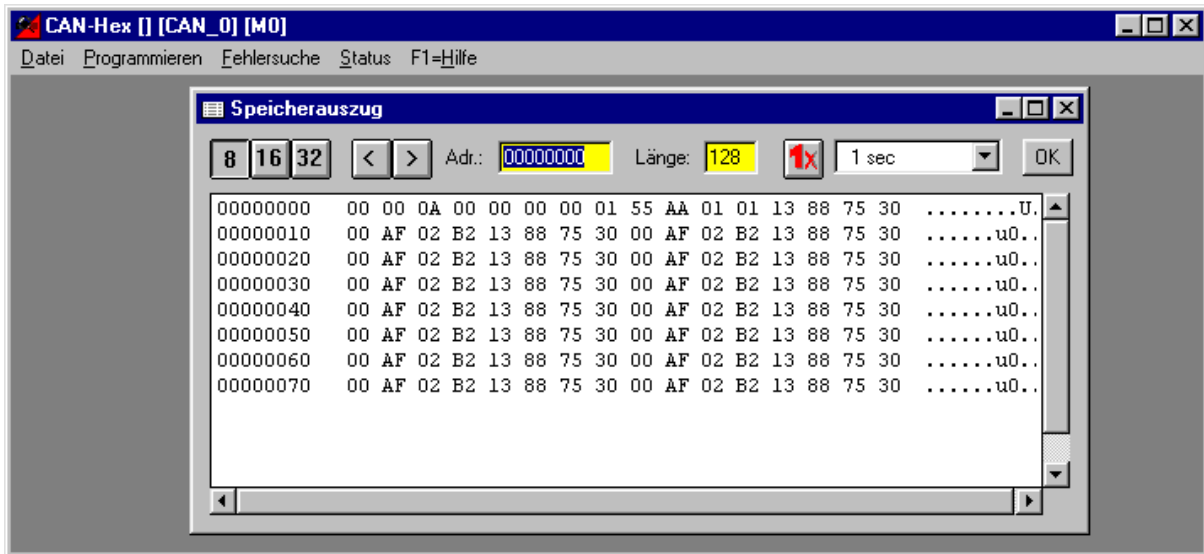 CAN-Hex [] [CAN_0] [M0]
Datei Programmieren Fehlersuche Status F1=Hilfe
Speicherauszug
8 16 32 < > Adr.: 00000000 Länge: 128 1x 1 sec OK
00000000 00 00 0A 00 00 00 00 01 55 AA 01 01 13 88 75 30 ........U.
00000010 00 AF 02 B2 13 88 75 30 00 AF 02 B2 13 88 75 30 ......u0..
00000020 00 AF 02 B2 13 88 75 30 00 AF 02 B2 13 88 75 30 ......u0..
00000030 00 AF 02 B2 13 88 75 30 00 AF 02 B2 13 88 75 30 ......u0..
00000040 00 AF 02 B2 13 88 75 30 00 AF 02 B2 13 88 75 30 ......u0..
00000050 00 AF 02 B2 13 88 75 30 00 AF 02 B2 13 88 75 30 ......u0..
00000060 00 AF 02 B2 13 88 75 30 00 AF 02 B2 13 88 75 30 ......u0..
00000070 00 AF 02 B2 13 88 75 30 00 AF 02 B2 13 88 75 30 ......u0..